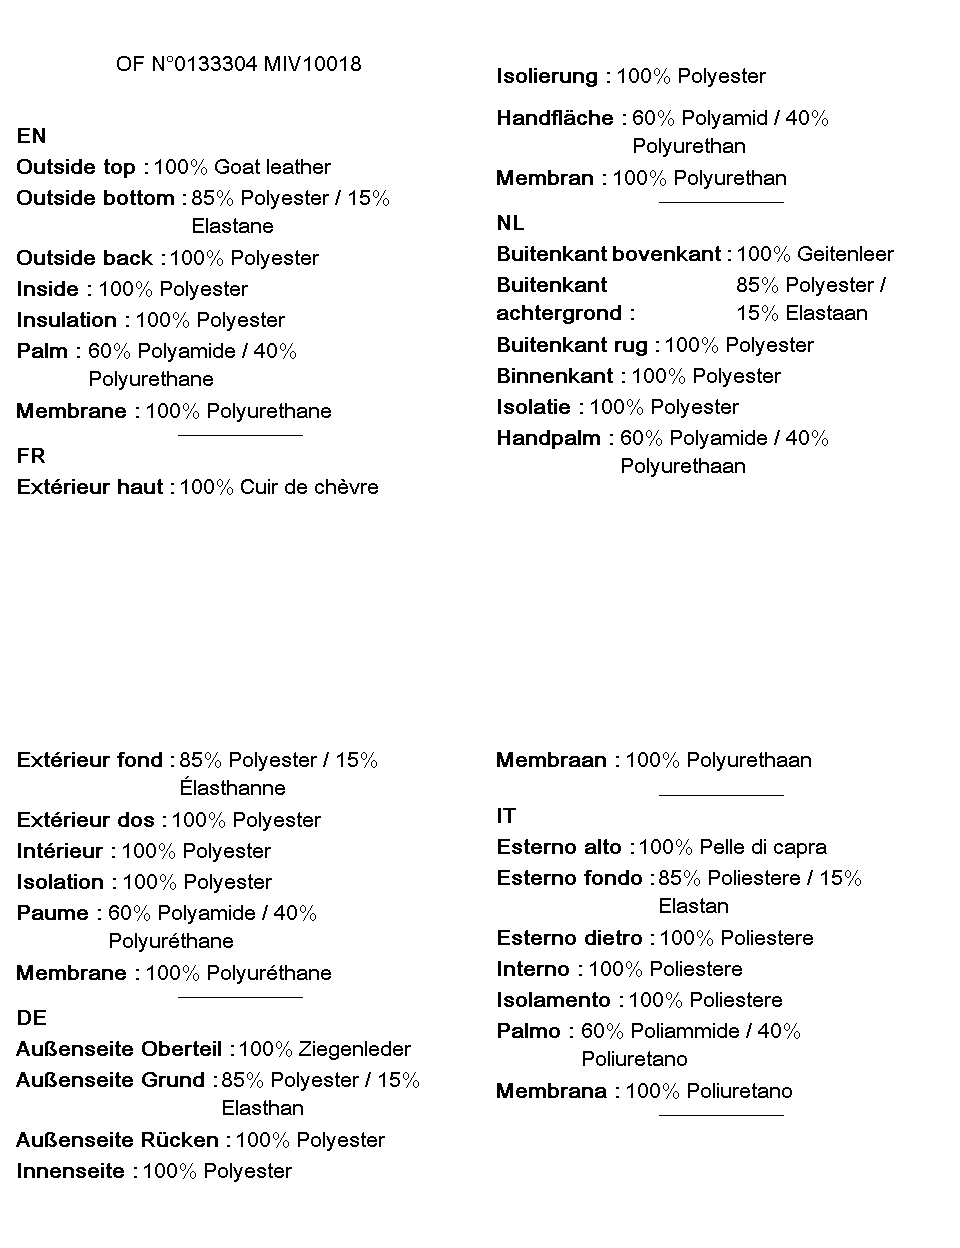 OF N°0133304 MIV10018
EN
Outside top : 100% Goat leather
Outside bottom : 85% Polyester / 15%
Elastane
Outside back : 100% Polyester
Inside : 100% Polyester
Insulation : 100% Polyester
Palm : 60% Polyamide / 40%
Polyurethane
Membrane : 100% Polyurethane
FR
Extérieur haut : 100% Cuir de chèvre
Extérieur fond : 85% Polyester / 15%
Élasthanne
Extérieur dos : 100% Polyester
Intérieur : 100% Polyester
Isolation : 100% Polyester
Paume : 60% Polyamide / 40%
Polyuréthane
Membrane : 100% Polyuréthane
DE
Außenseite Oberteil : 100% Ziegenleder
Außenseite Grund : 85% Polyester / 15%
Elasthan
Außenseite Rücken : 100% Polyester
Innenseite : 100% Polyester
Isolierung : 100% Polyester
Handfläche : 60% Polyamid / 40%
Polyurethan
Membran : 100% Polyurethan
NL
Buitenkant bovenkant : 100% Geitenleer
Buitenkant 85% Polyester /
achtergrond : 15% Elastaan
Buitenkant rug : 100% Polyester
Binnenkant : 100% Polyester
Isolatie : 100% Polyester
Handpalm : 60% Polyamide / 40%
Polyurethaan
Membraan : 100% Polyurethaan
IT
Esterno alto : 100% Pelle di capra
Esterno fondo : 85% Poliestere / 15%
Elastan
Esterno dietro : 100% Poliestere
Interno : 100% Poliestere
Isolamento : 100% Poliestere
Palmo : 60% Poliammide / 40%
Poliuretano
Membrana : 100% Poliuretano